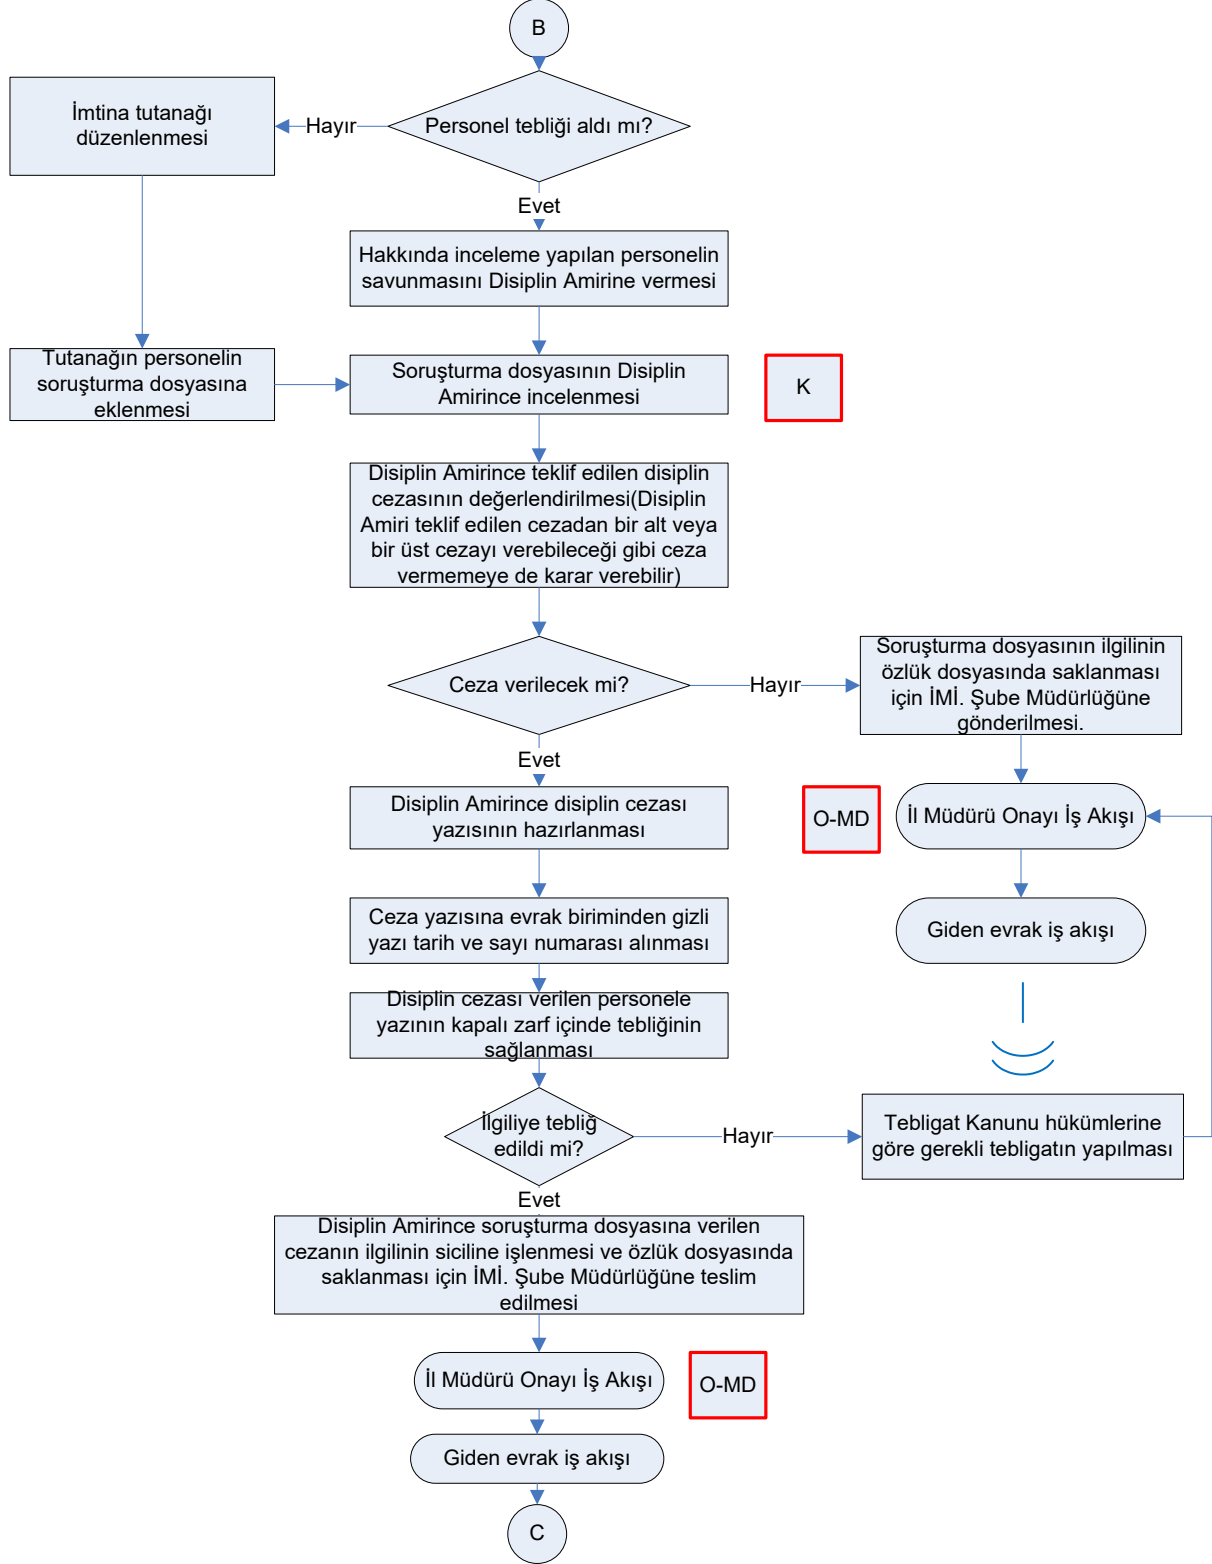 B
Personel tebliği aldı mı?
Hayır
İmtina tutanağı
düzenlenmesi
Evet
Hakkında inceleme yapılan personelin
savunmasını Disiplin Amirine vermesi
Tutanağın personelin
soruşturma dosyasına
eklenmesi
Soruşturma dosyasının Disiplin
Amirince incelenmesi
K
Disiplin Amirince teklif edilen disiplin
cezasının değerlendirilmesi(Disiplin
Amiri teklif edilen cezadan bir alt veya
bir üst cezayı verebileceği gibi ceza
vermemeye de karar verebilir)
Ceza verilecek mi?
Hayır
Soruşturma dosyasının ilgilinin
özlük dosyasında saklanması
için İMİ. Şube Müdürlüğüne
gönderilmesi.
Evet
Disiplin Amirince disiplin cezası
yazısının hazırlanması
O-MD
İl Müdürü Onayı İş Akışı
Ceza yazısına evrak biriminden gizli
yazı tarih ve sayı numarası alınması
Giden evrak iş akışı
Disiplin cezası verilen personele
yazının kapalı zarf içinde tebliğinin
sağlanması
İlgiliye tebliğ
edildi mi?
Hayır
Tebligat Kanunu hükümlerine
göre gerekli tebligatın yapılması
Evet
Disiplin Amirince soruşturma dosyasına verilen
cezanın ilgilinin siciline işlenmesi ve özlük dosyasında
saklanması için İMİ. Şube Müdürlüğüne teslim
edilmesi
İl Müdürü Onayı İş Akışı
O-MD
Giden evrak iş akışı
C